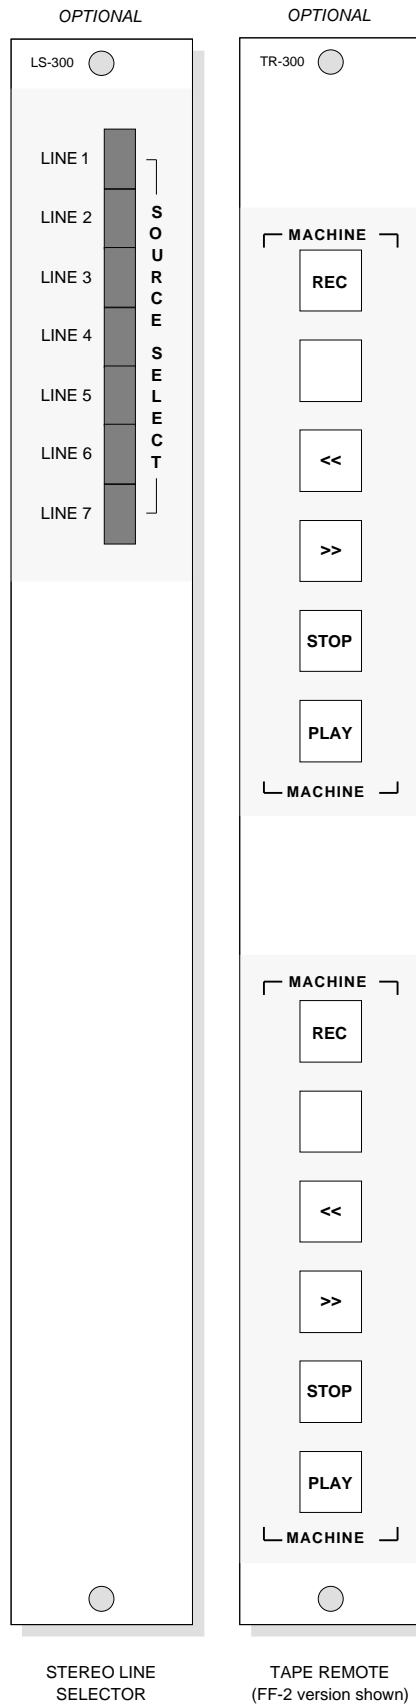 OPTIONAL
LS-300
LINE 1
LINE 2
LINE 3
LINE 4
LINE 5
LINE 6
LINE 7
SOURCE SELECT
STEREO LINE
SELECTOR
OPTIONAL
TR-300
MACHINE
REC
<<
>>
STOP
PLAY
MACHINE
MACHINE
REC
<<
>>
STOP
PLAY
MACHINE
TAPE REMOTE
(FF-2 version shown)